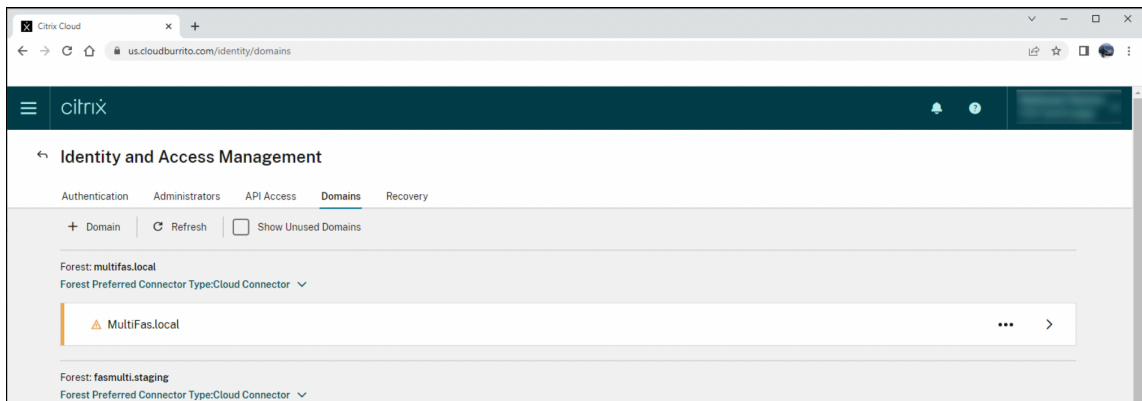 Citrix Cloud
us.cloudburrito.com/identity/domains
citrix
Identity and Access Management
Authentication Administrators API Access Domains Recovery
+ Domain Refresh Show Unused Domains
Forest: multifas.local
Forest Preferred Connector Type:Cloud Connector
MultiFas.local
Forest: fasmulti.staging
Forest Preferred Connector Type:Cloud Connector